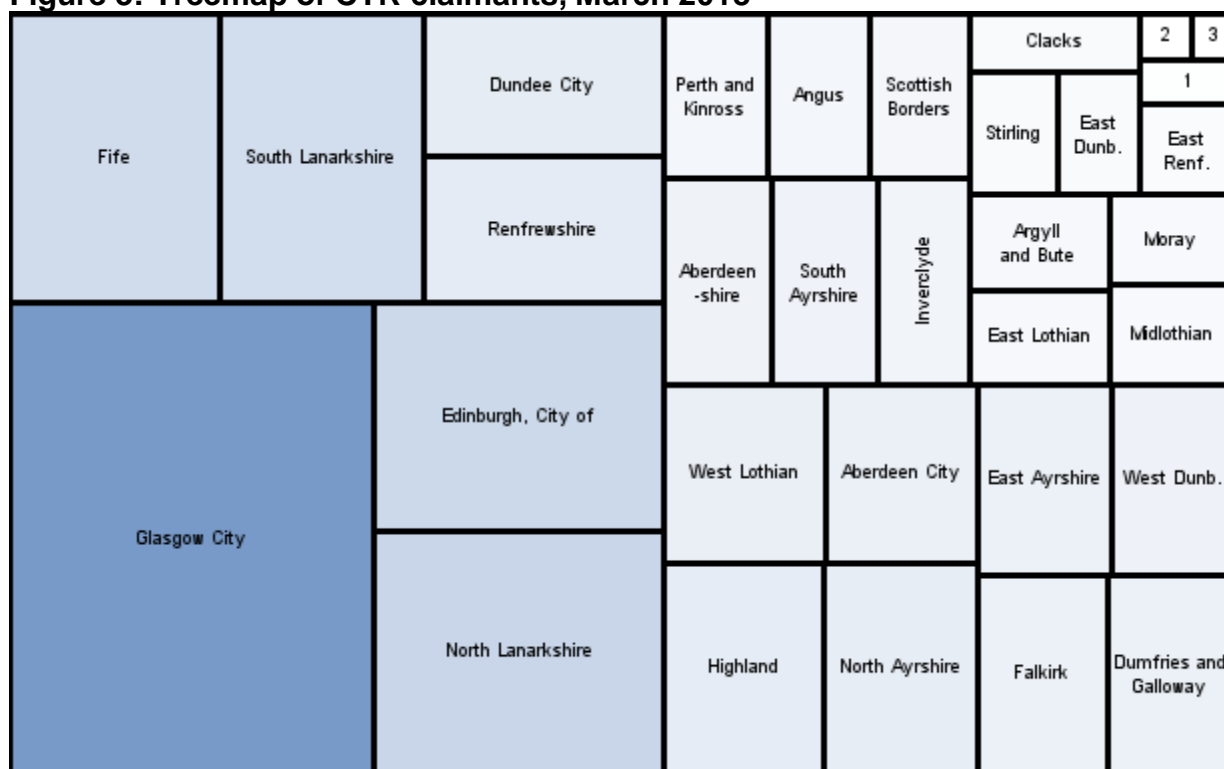 Figure Treemap of CTR claimants, March
Fife
South Lanarkshire
Dundee City
Renfrewshire
Glasgow City
Edinburgh, City of
North Lanarkshire
Perth and
Kinross
Angus
Scottish
Borders
Aberdeen
-shire
South
Ayrshire
Inverclyde
Clacks
2
3
1
Stirling
East
Dunb.
East
Renf.
Argyll
and Bute
Moray
East Lothian
Midlothian
West Lothian
Aberdeen City
East Ayrshire
West Dunb.
Highland
North Ayrshire
Falkirk
Dumfries and
Galloway